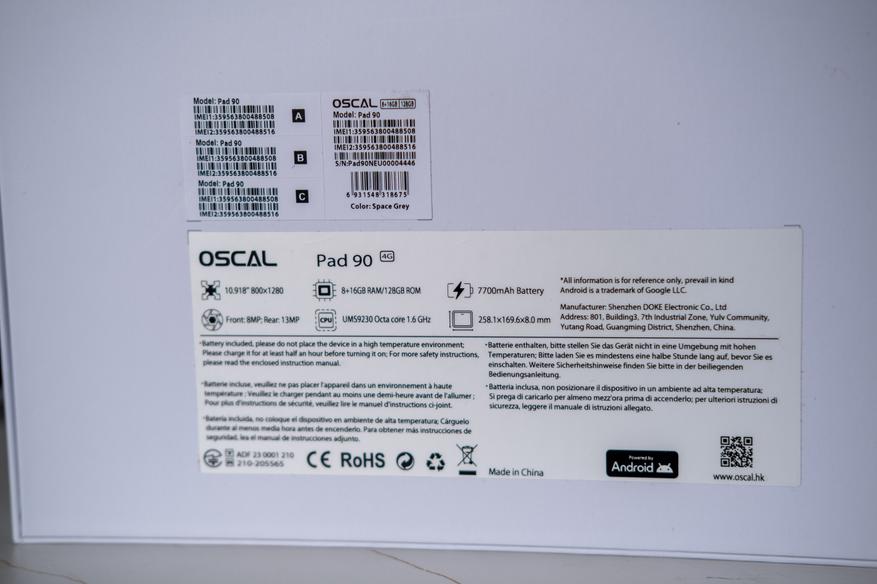 Model: Pad 90
IMEI1:359563800488508
IMEI2:359563800488516
A
Model: Pad 90
IMEI1:359563800488508
IMEI2:359563800488516
B
Model: Pad 90
IMEI1:359563800488508
IMEI2:359563800488516
C
OSCAL 8+16GB 128GB
Model: Pad 90
IMEI1:359563800488508
IMEI2:359563800488516
S/N:Pad90NEU00004446
6 931548 318675
Color: Space Grey
OSCAL Pad 90 4G
10.918" 800×1280
8+16GB RAM/128GB ROM
7700mAh Battery
Front: 8MP; Rear: 13MP
CPU
UMS9230 Octa core 1.6 GHz
258.1×169.6×8.0 mm
*All information is for reference only, prevail in kind
Android is a trademark of Google LLC.
Manufacturer: Shenzhen DOKE Electronic Co., Ltd
Address: 801, Building3, 7th Industrial Zone, Yulv Community,
Yutang Road, Guangming District, Shenzhen, China.
·Battery included, please do not place the device in a high temperature environment;
Please charge it for at least half an hour before turning it on; For more safety instructions,
please read the enclosed instruction manual.
·Batterie incluse, veuillez ne pas placer l'appareil dans un environnement à haute
température ; Veuillez le charger pendant au moins une demi-heure avant de l'allumer ;
Pour plus d'instructions de sécurité, veuillez lire le manuel d'instructions ci-joint.
·Batería incluida, no coloque el dispositivo en ambiente de alta temperatura; Cárguelo
durante al menos media hora antes de encenderlo. Para obtener más instrucciones de
seguridad, lea el manual de instrucciones adjunto.
·Batterie enthalten, bitte stellen Sie das Gerät nicht in eine Umgebung mit hohen
Temperaturen; Bitte laden Sie es mindestens eine halbe Stunde lang auf, bevor Sie es
einschalten. Weitere Sicherheitshinweise finden Sie bitte in der beiliegenden
Bedienungsanleitung.
·Batteria inclusa, non posizionare il dispositivo in un ambiente ad alta temperatura;
Si prega di caricarlo per almeno mezz'ora prima di accenderlo; per ulteriori istruzioni di
sicurezza, leggere il manuale di istruzioni allegato.
ADF 23 0001 210
210-205565
CE RoHS
Made in China
Powered by
Android
www.oscal.hk